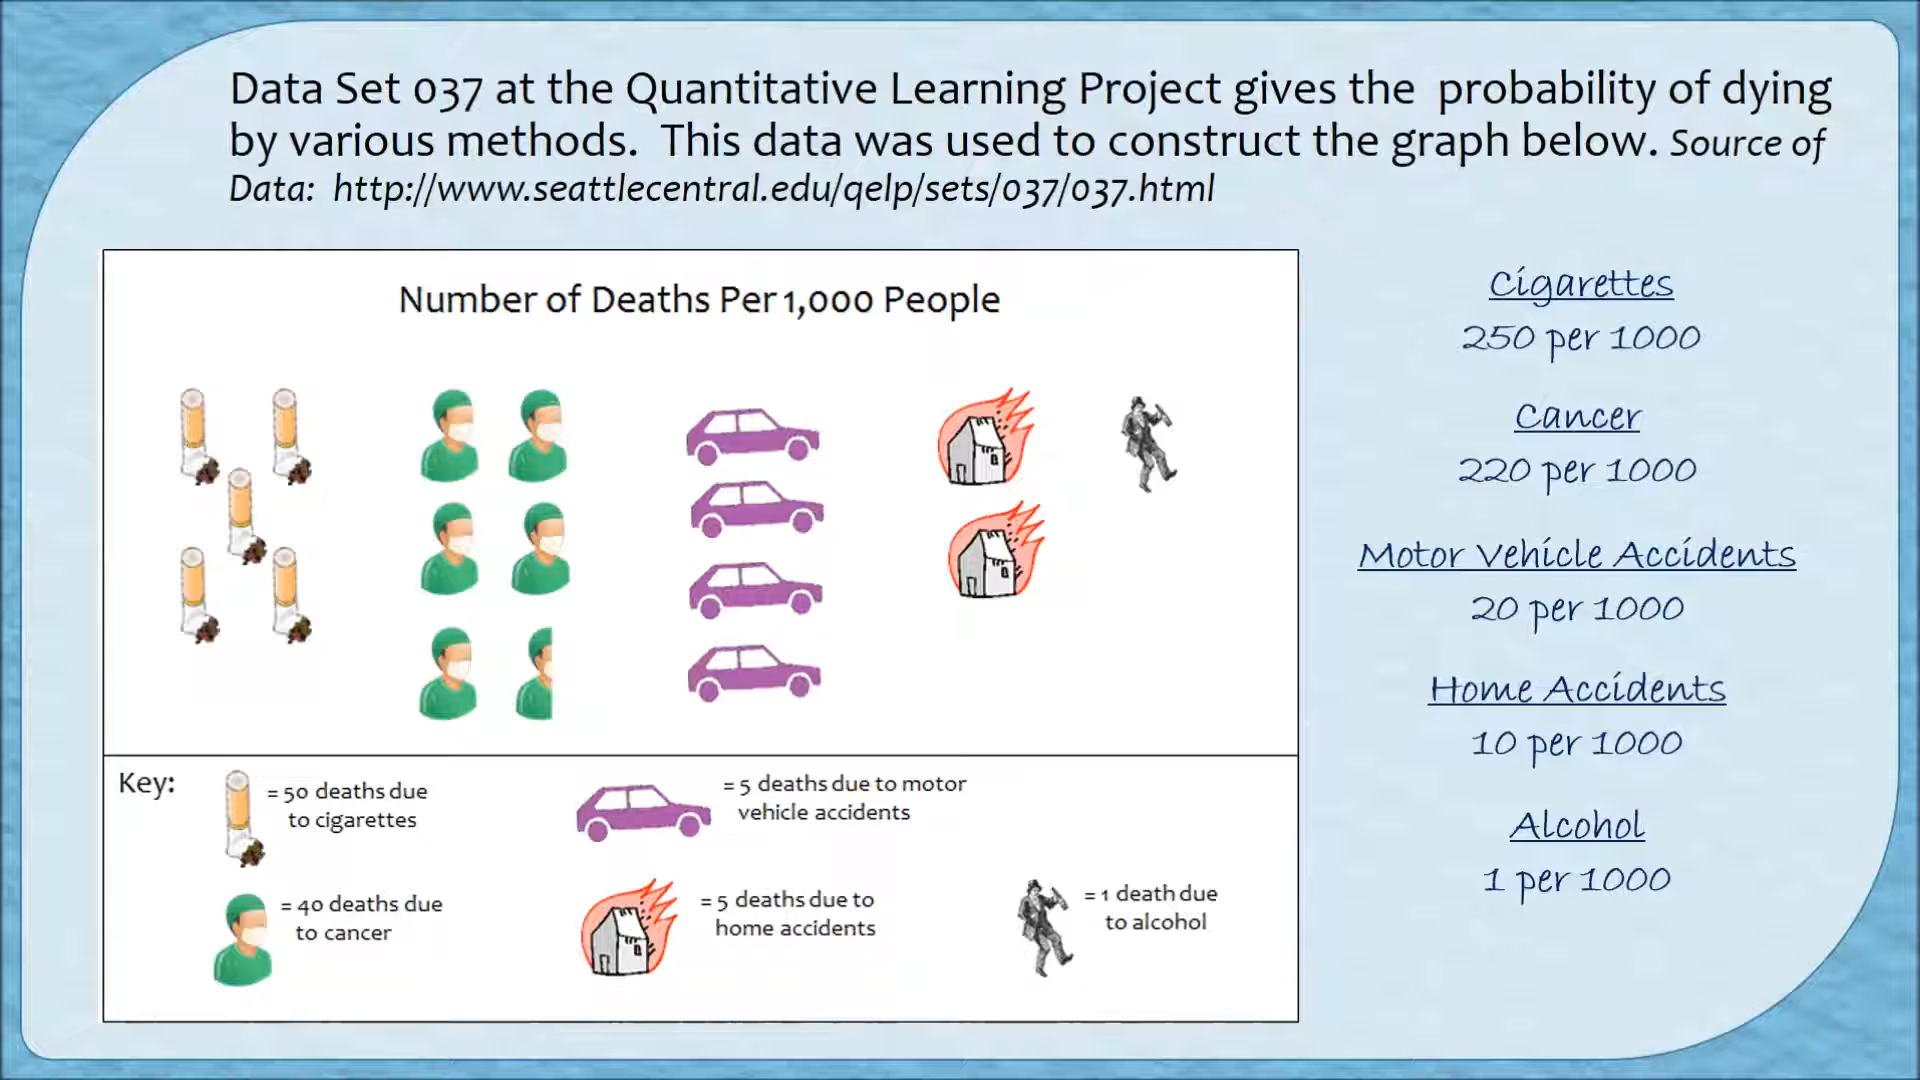 Data Set 037 at the Quantitative Learning Project gives the probability of dying
by various methods. This data was used to construct the graph below. Source of
Data: http://www.seattlecentral.edu/qelp/sets/037/037.html
Number of Deaths Per 1,000 People
Key:
= 50 deaths due
to cigarettes
= 5 deaths due to motor
vehicle accidents
= 40 deaths due
to cancer
= 5 deaths due to
home accidents
= 1 death due
to alcohol
Cigarettes
250 per 1000
Cancer
220 per 1000
Motor Vehicle Accidents
20 per 1000
Home Accidents
10 per 1000
Alcohol
1 per 1000